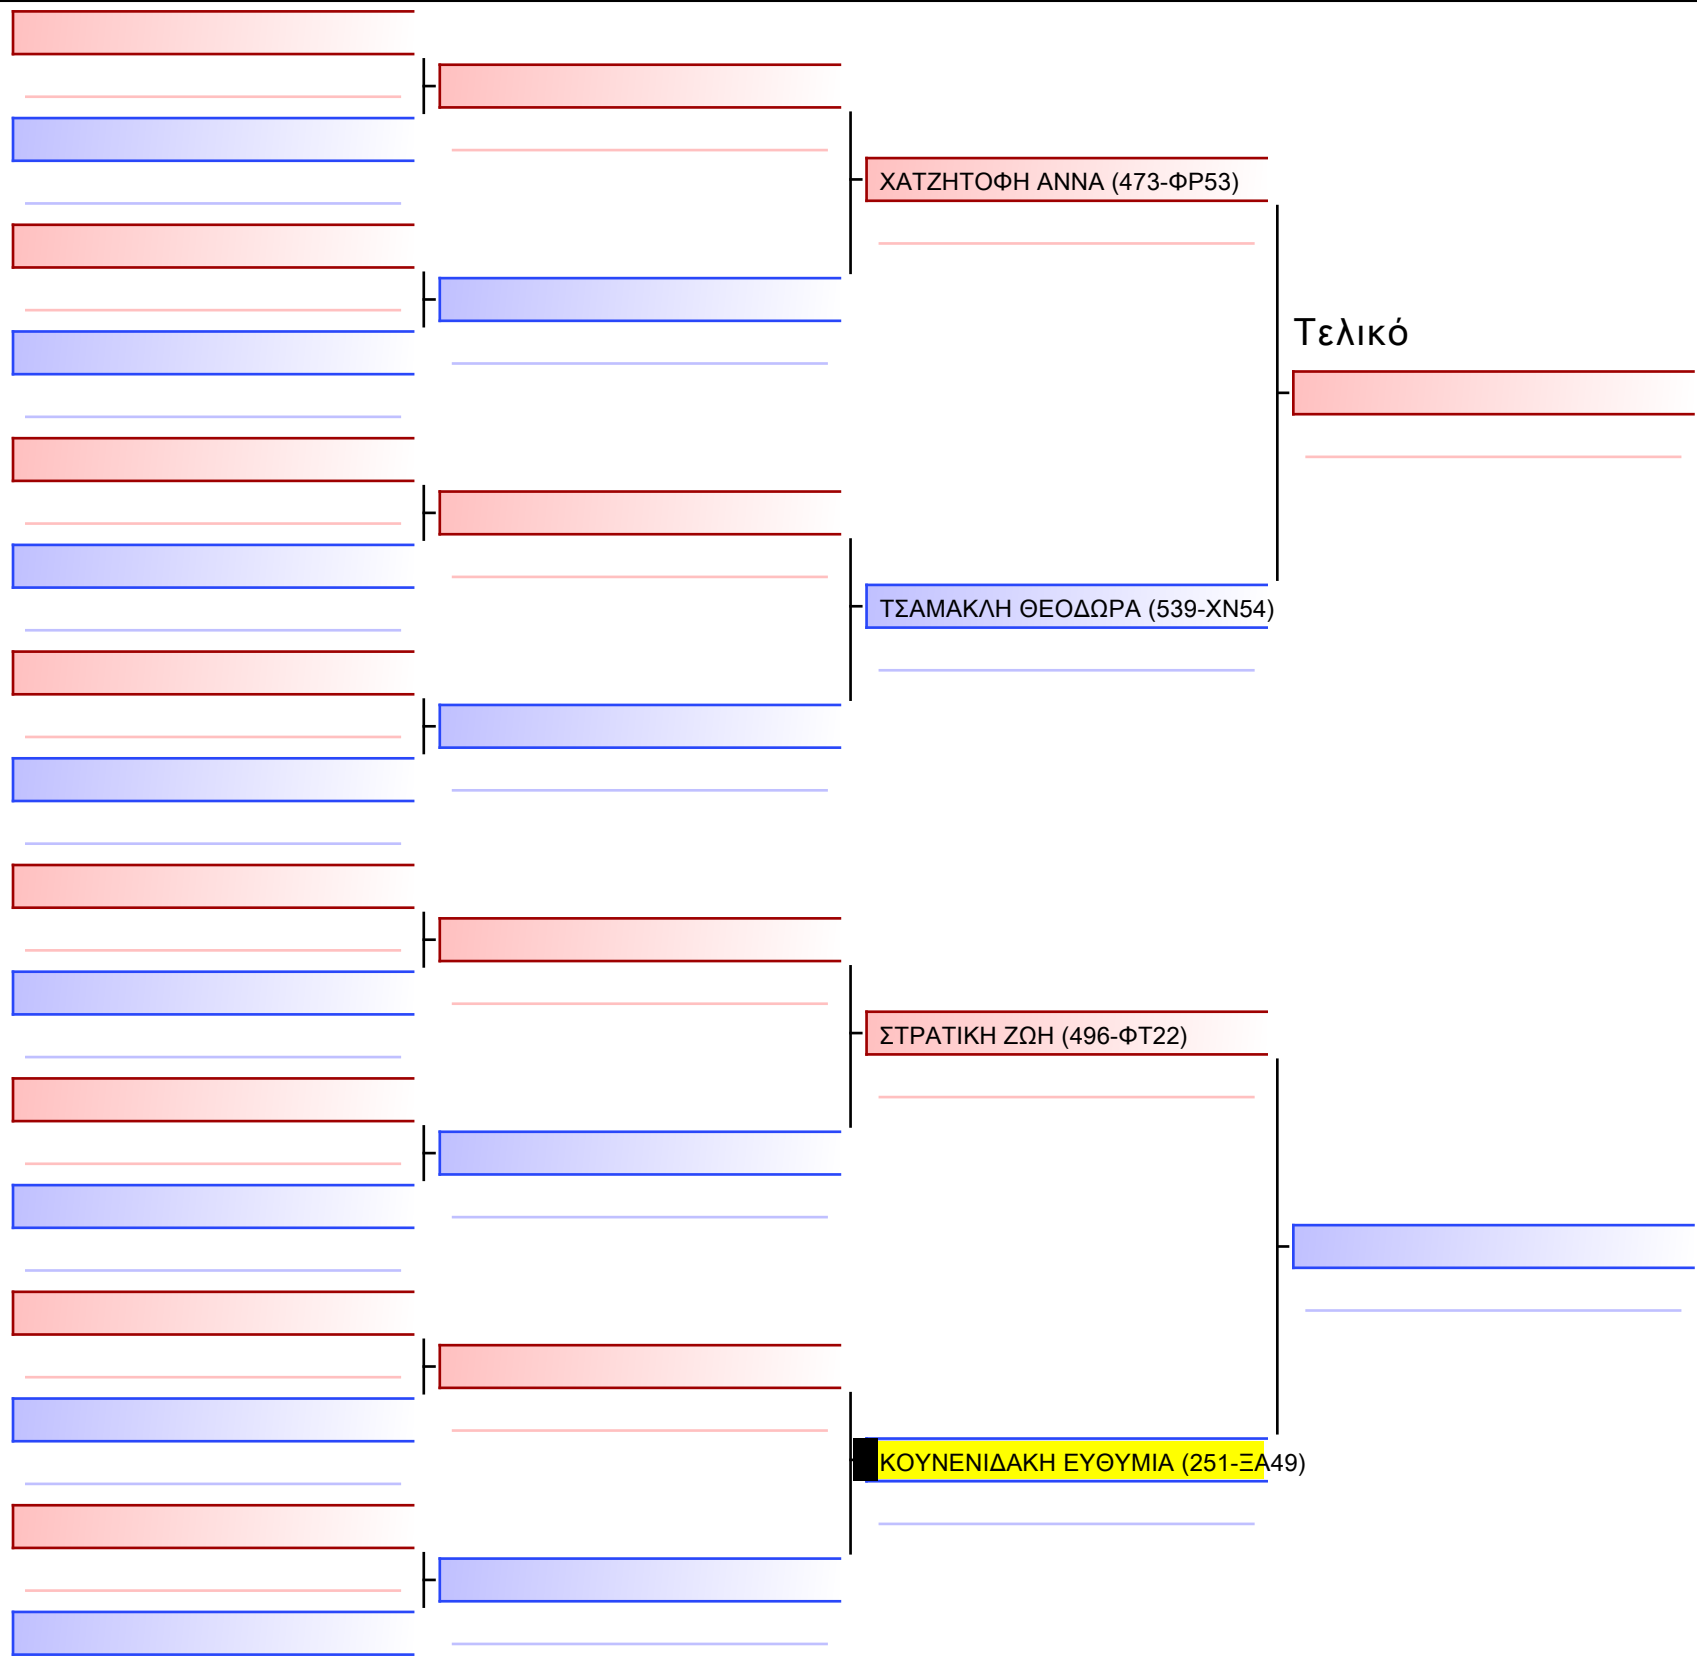 ΧΑΤΖΗΤΟΦΗ ΑΝΝΑ (473-ΦΡ53)
Τελικό
ΤΣΑΜΑΚΛΗ ΘΕΟΔΩΡΑ (539-ΧΝ54)
ΣΤΡΑΤΙΚΗ ΖΩΗ (496-ΦΤ22)
ΚΟΥΝΕΝΙΔΑΚΗ ΕΥΘΥΜΙΑ (251-ΞΑ49)